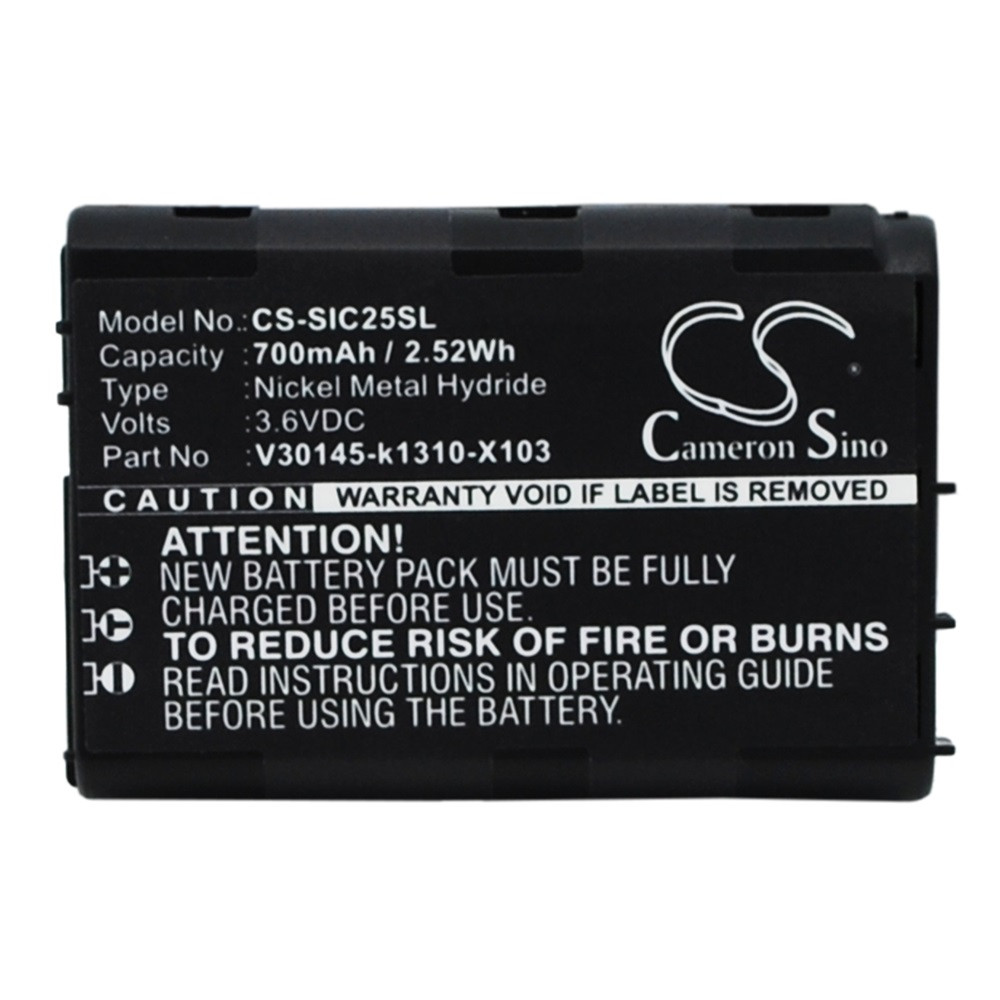 Model No.: CS-SIC25SL
Capacity : 700mAh / 2.52Wh
Type : Nickel Metal Hydride
Volts : 3.6VDC
Part No : V30145-k1310-X103
CS
Cameron Sino
CAUTION WARRANTY VOID IF LABEL IS REMOVED
ATTENTION!
NEW BATTERY PACK MUST BE FULLY
CHARGED BEFORE USE.
TO REDUCE RISK OF FIRE OR BURNS
READ INSTRUCTIONS IN OPERATING GUIDE
BEFORE USING THE BATTERY.